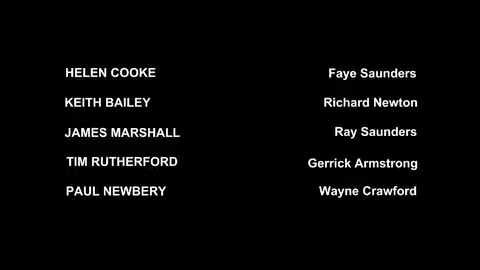 HELEN COOKE Faye Saunders
KEITH BAILEY Richard Newton
JAMES MARSHALL Ray Saunders
TIM RUTHERFORD Gerrick Armstrong
PAUL NEWBERY Wayne Crawford